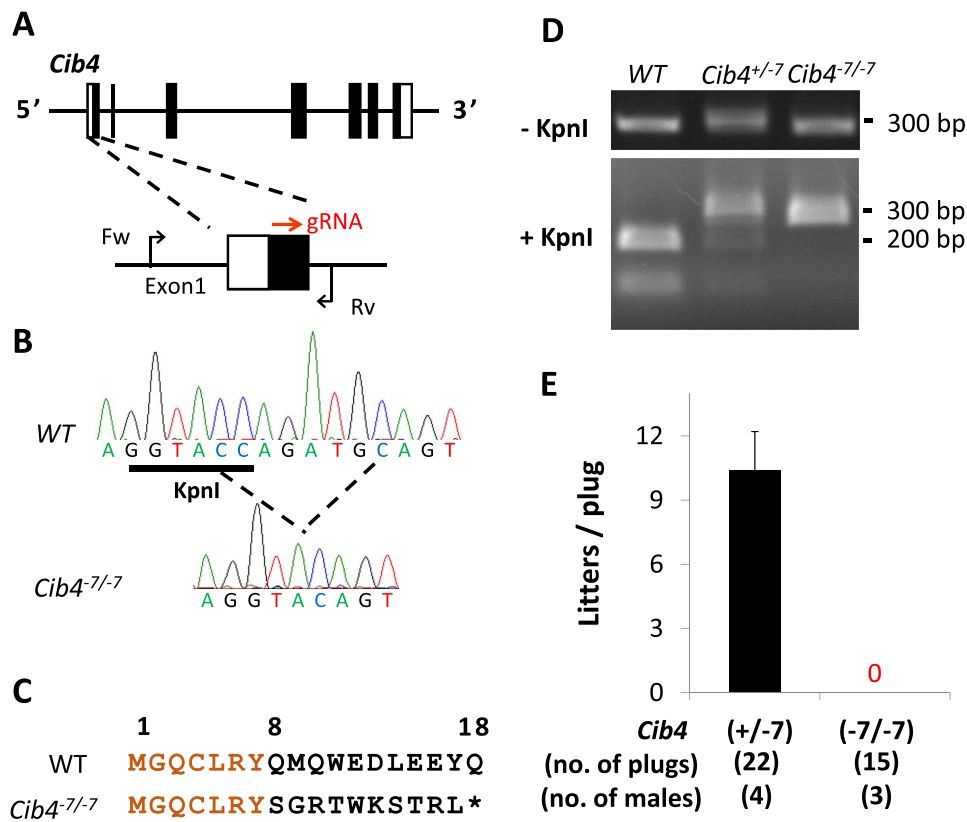 A
Cib4
5’ 3’
gRNA
Fw
Exon1
Rv
B
WT
A G G T A C C A G A T G C A G T
KpnI
Cib4-7/-7
A G G T A C A G T
C
1 8 18
WT MGQCLRYQMQWEDLEEYQ
Cib4-7/-7 MGQCLRYSGRTWKSTRL*
D
WT Cib4+/-7 Cib4-7/-7
- KpnI - 300 bp
+ KpnI - 300 bp
- 200 bp
E
Litters / plug
12
9
6
3
0
0
Cib4 (+/-7) (-7/-7)
(no. of plugs) (22) (15)
(no. of males) (4) (3)